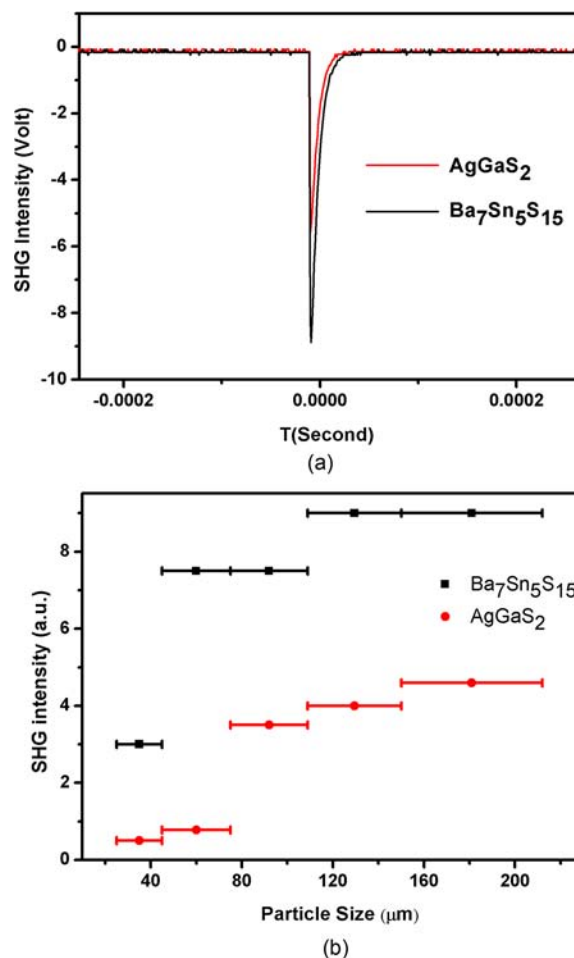 0
-2
-4
-6
-8
-10
SHG Intensity (Volt)
AgGaS2
Ba7Sn5S15
-0.0002
0.0000
0.0002
T(Second)
(a)
8
6
4
2
0
SHG intensity (a.u.)
Ba7Sn5S15
AgGaS2
40
80
120
160
200
Particle Size (μm)
(b)